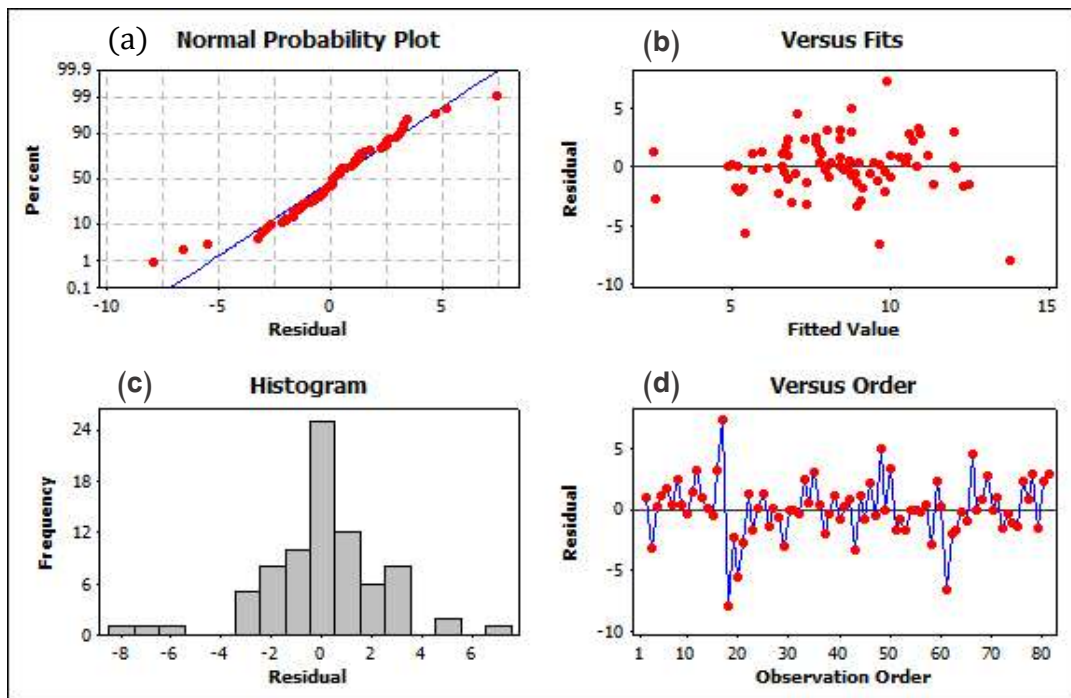 (a) Normal Probability Plot
99.9
99
90
50
10
1
0.1
Percent
-10 -5 0 5
Residual
(b) Versus Fits
5
0
-5
-10
Residual
5 10 15
Fitted Value
(c) Histogram
24
18
12
6
0
Frequency
-8 -6 -4 -2 0 2 4 6
Residual
(d) Versus Order
5
0
-5
-10
Residual
1 10 20 30 40 50 60 70 80
Observation Order